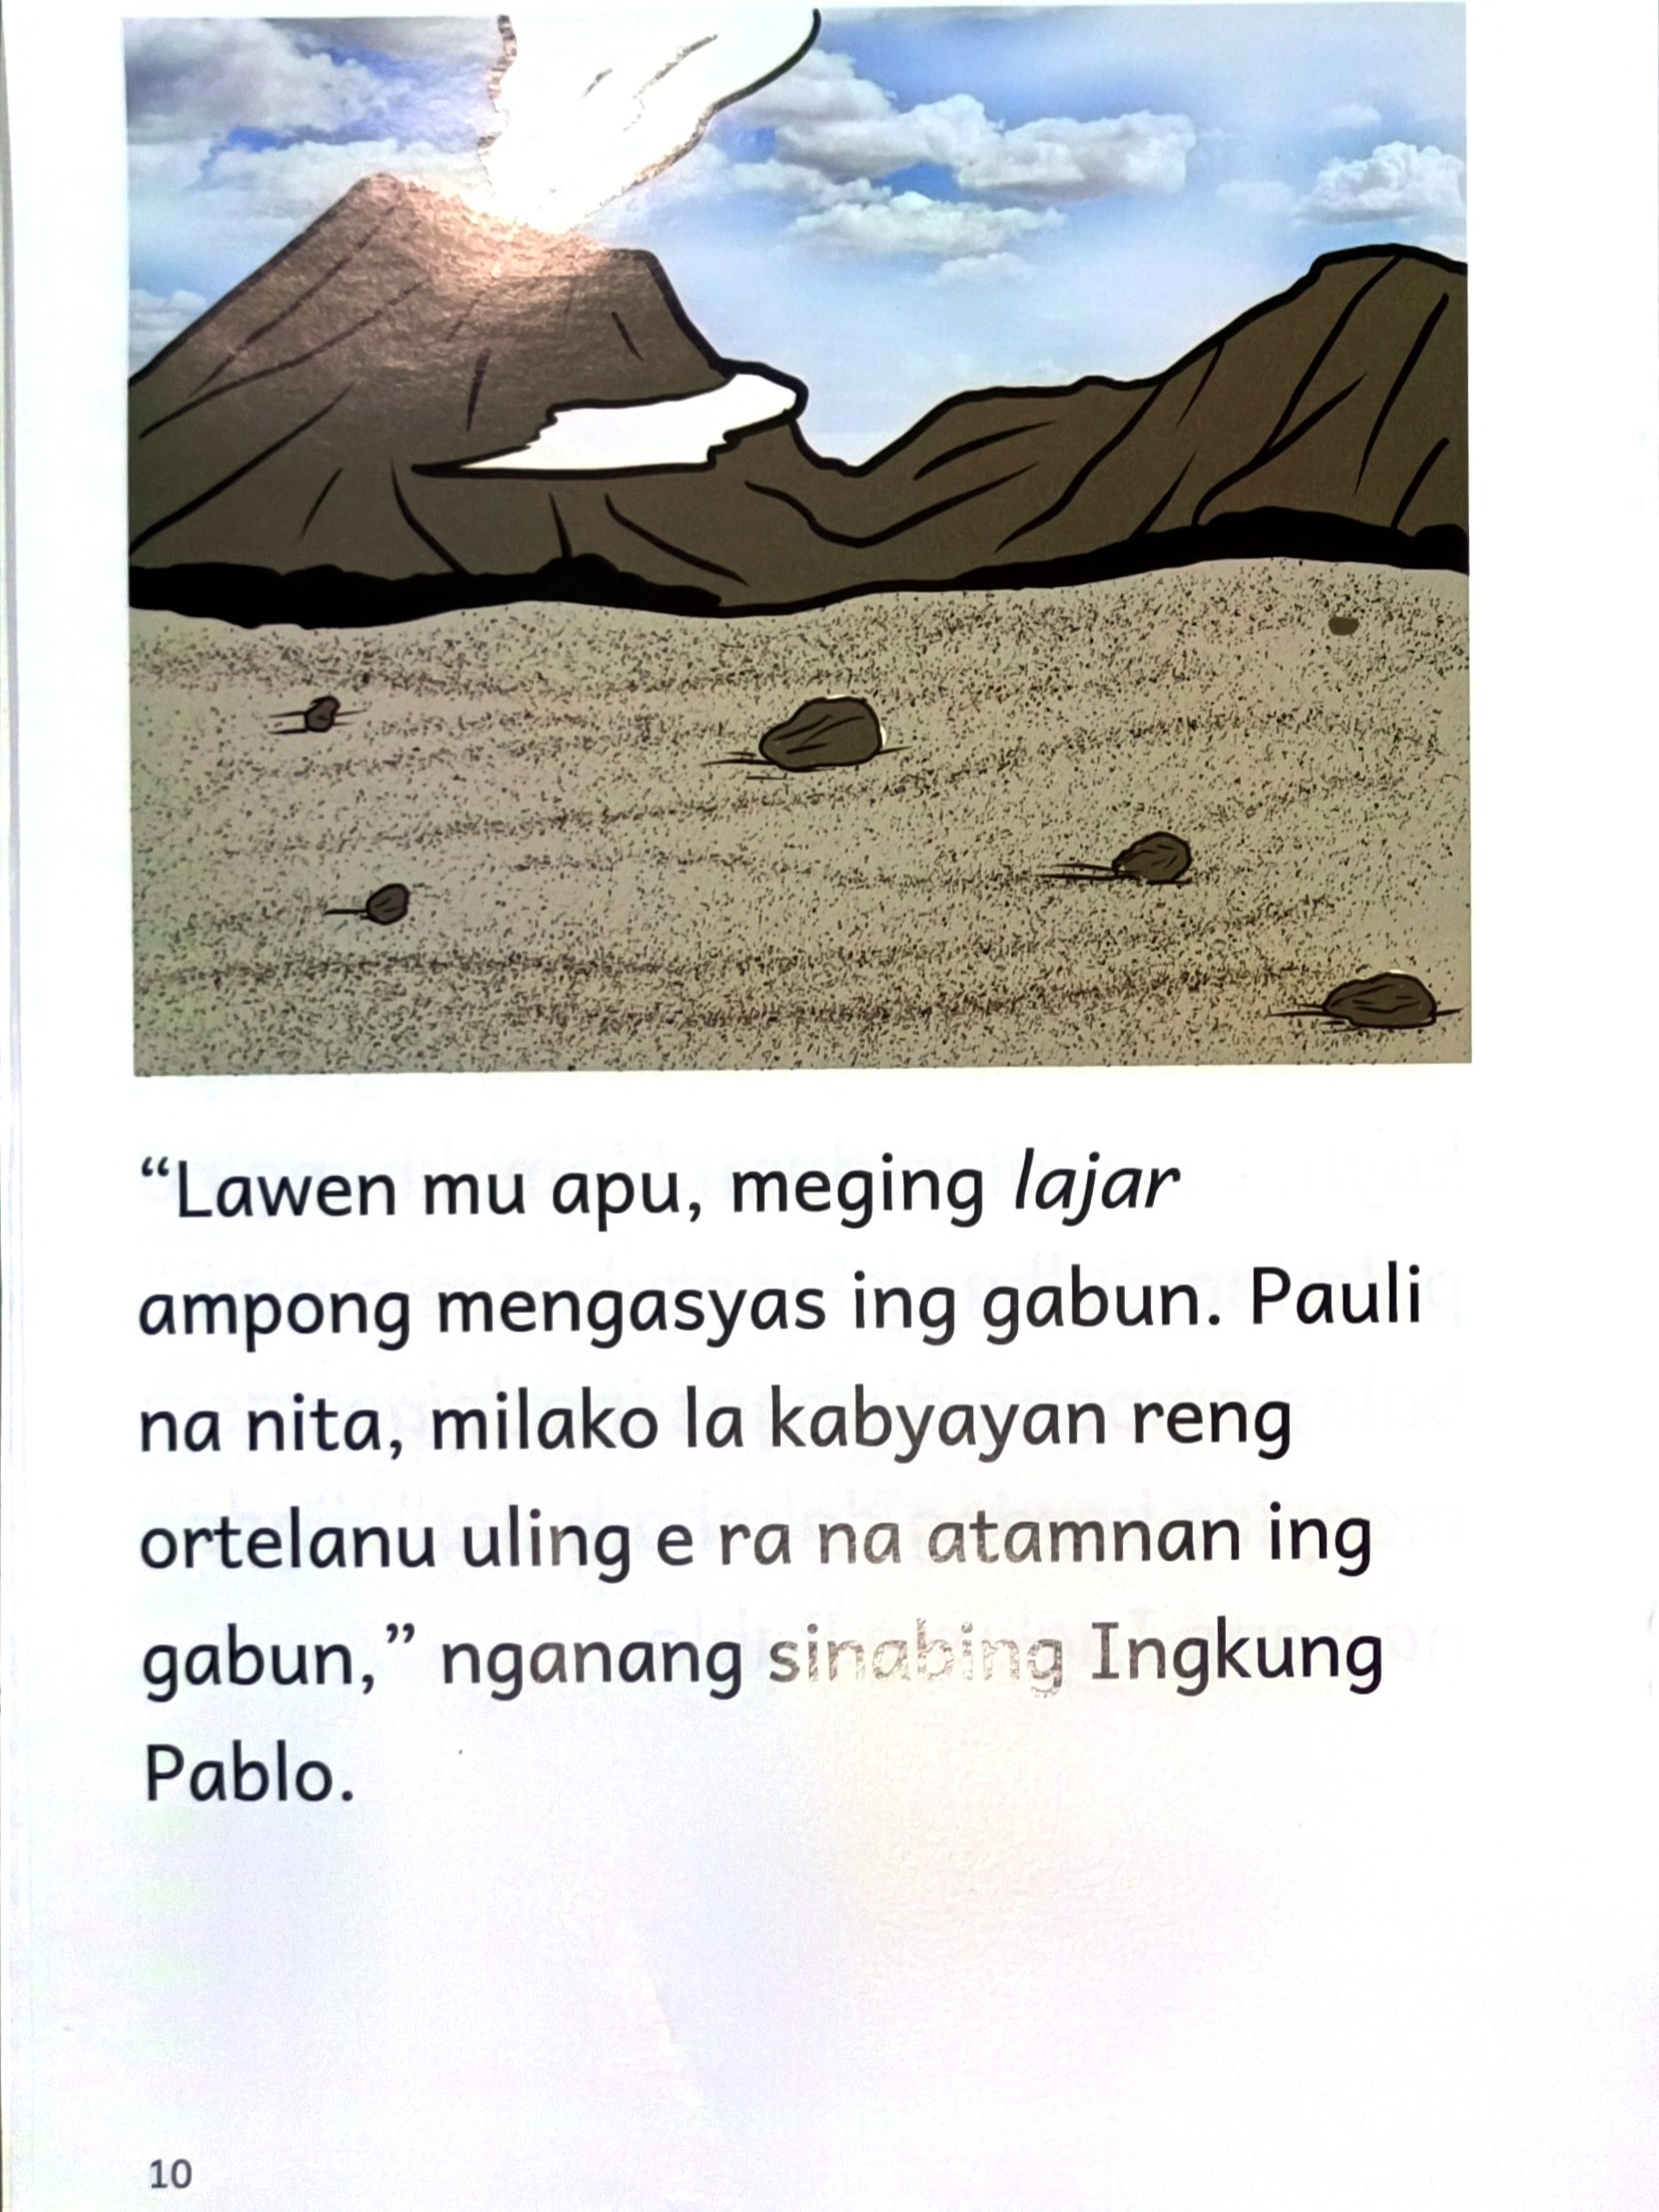 “Lawen mu apu, meging lajar
ampong mengasyas ing gabun. Pauli
na nita, milako la kabyayan reng
ortelanu uling e ra na atamnan ing
gabun,” nganang sinabing Ingkung
Pablo.
10